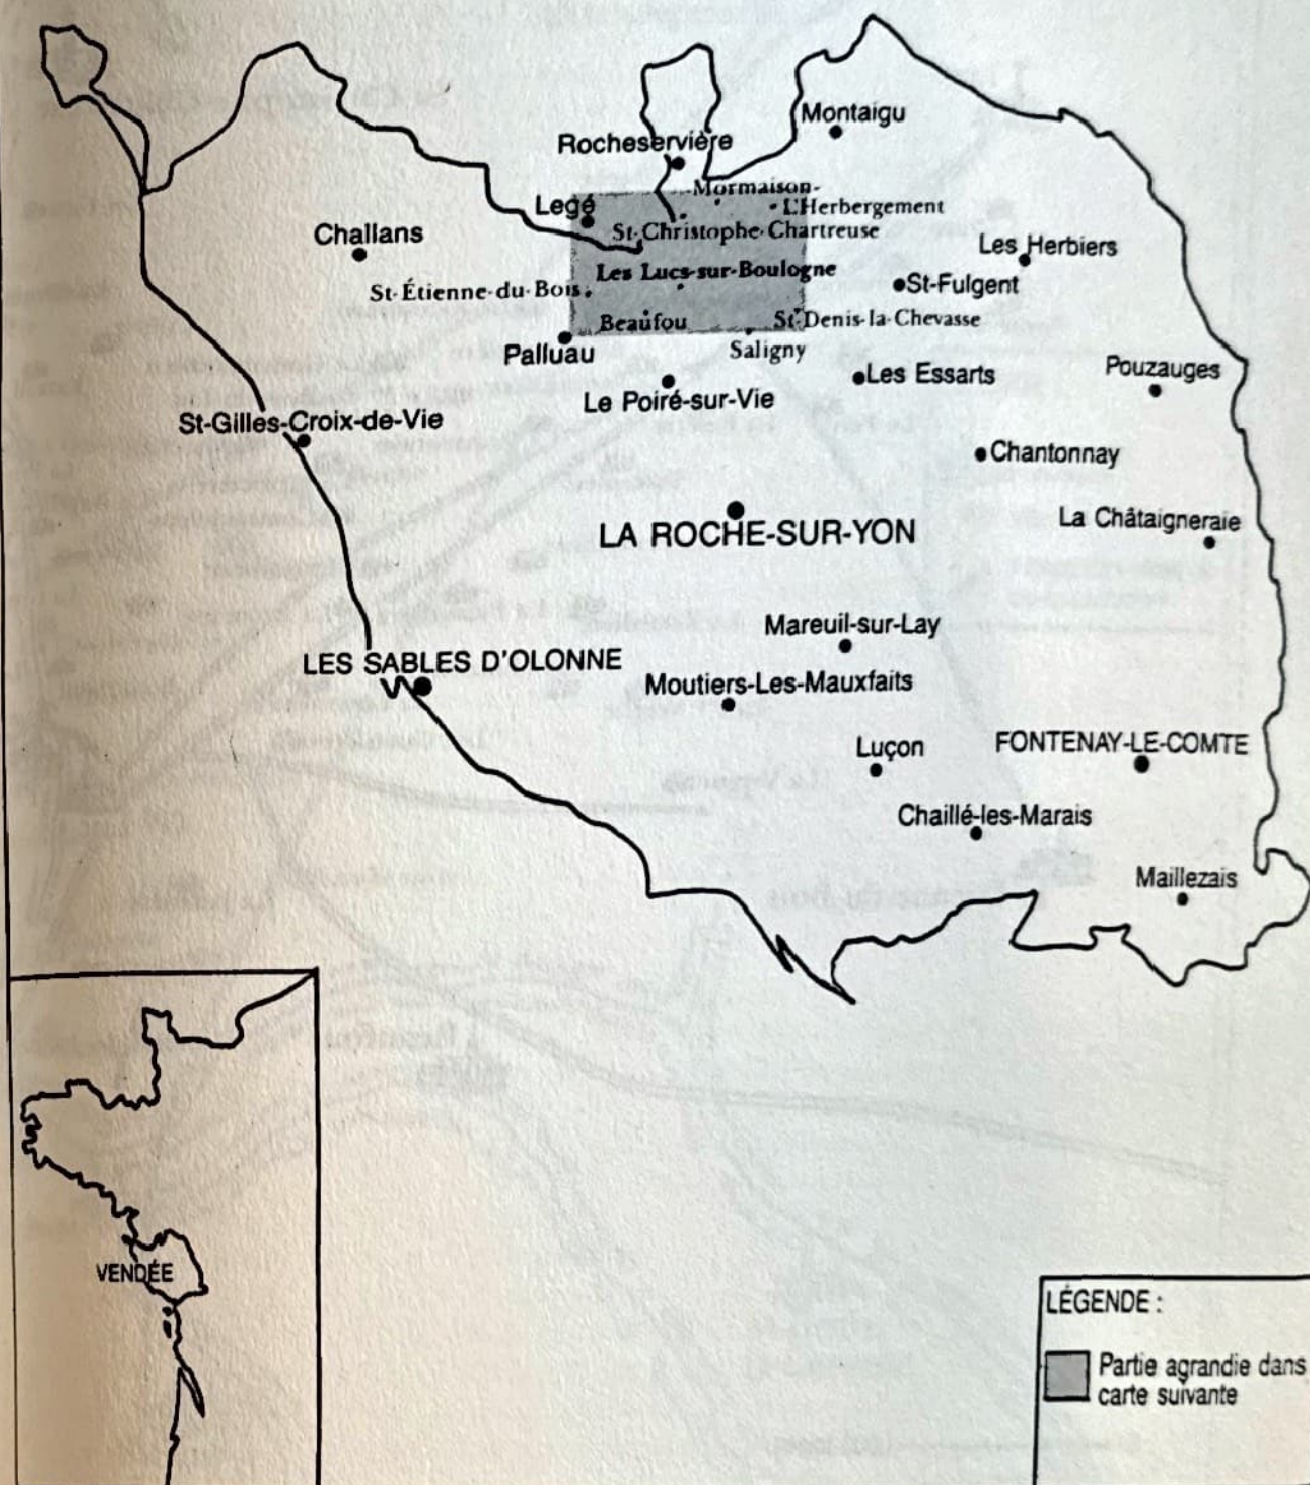 Montaigu
Rocheservière
Mormaison
Legé
L'Herbergement
St-Christophe-Chartreuse
Challans
Les Herbiers
Les Lucs-sur-Boulogne
St-Fulgent
St-Étienne-du-Bois
Beaufou
St-Denis-la-Chevasse
Palluau
Saligny
Pouzauges
Les Essarts
Le Poiré-sur-Vie
St-Gilles-Croix-de-Vie
Chantonnay
La Châtaigneraie
LA ROCHE-SUR-YON
Mareuil-sur-Lay
LES SABLES D'OLONNE
Moutiers-Les-Mauxfaits
Luçon
FONTENAY-LE-COMTE
Chaillé-les-Marais
Maillezais
VENDÉE
LÉGENDE :
Partie agrandie dans
carte suivante